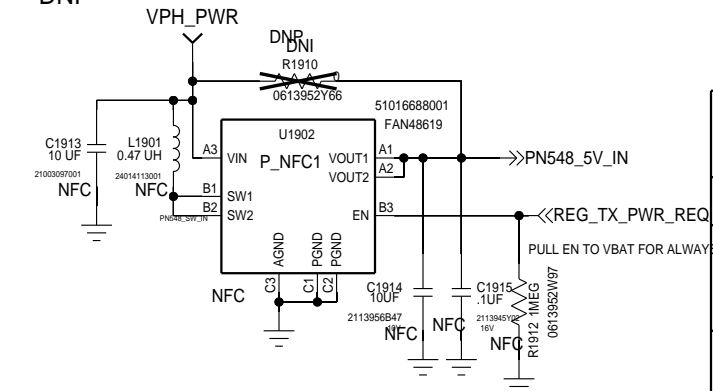 DNP
VPH_PWR
DNP
DNI
R1910
0
0613952Y66
51016688001
FAN48619
U1902
P_NFC1
A3
VIN
VOUT1
A1
VOUT2
A2
PN548_5V_IN
C1913
10 UF
21003097001
NFC
L1901
0.47 UH
24014113001
NFC
B1
SW1
B2
SW2
PN548_SW_IN
EN
B3
REG_TX_PWR_REQ
PULL EN TO VBAT FOR ALWAY
AGND
PGND
PGND
C3
C1
C2
NFC
C1914
10UF
2113956B47
NFC
C1915
.1UF
2113945Y02
16V
NFC
R1912 1MEG
0613952W97
NFC